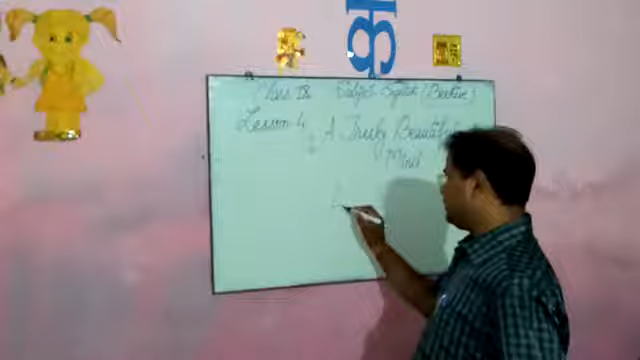 क
Class IX Subject English (Beehive)
Lesson 4 : A Truly Beautiful
Mind